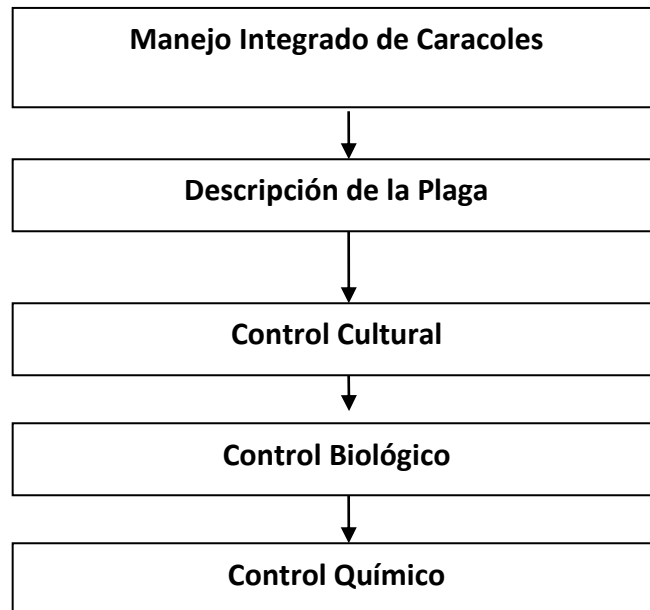 Manejo Integrado de Caracoles
Descripción de la Plaga
Control Cultural
Control Biológico
Control Químico